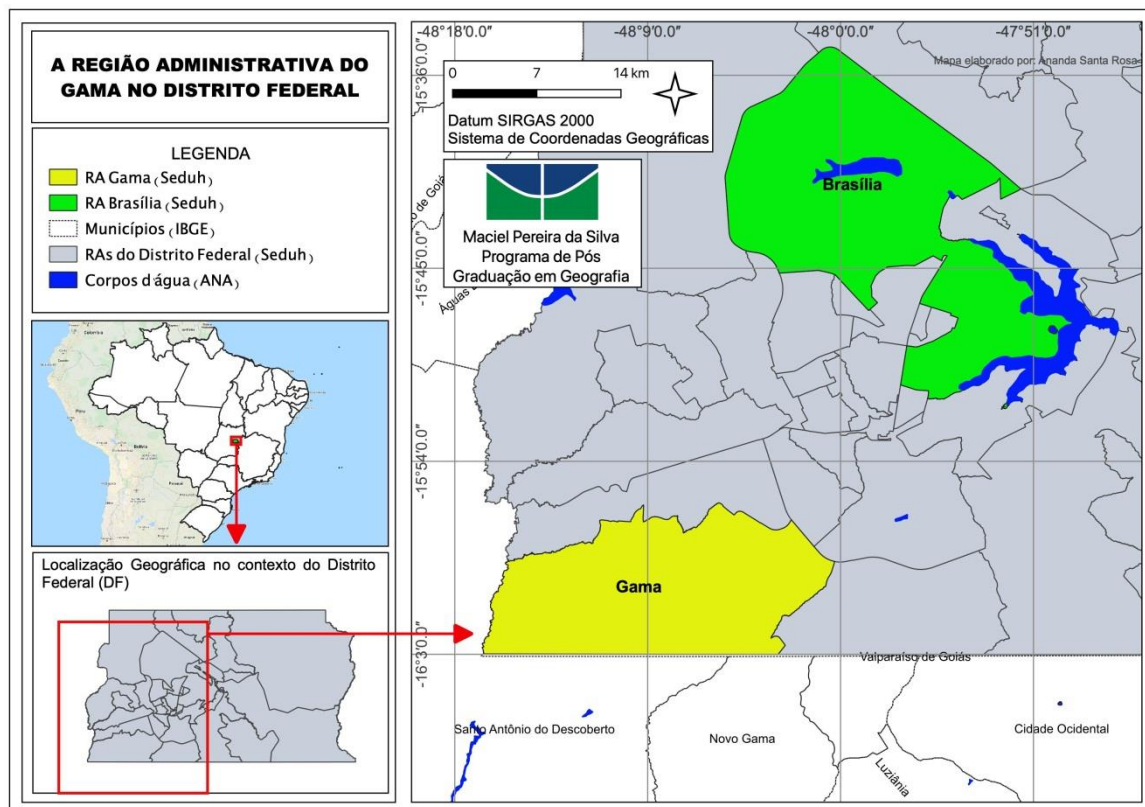 A REGIÃO ADMINISTRATIVA DO
GAMA NO DISTRITO FEDERAL
LEGENDA
RA Gama (Seduh)
RA Brasília (Seduh)
Municípios (IBGE)
RAs do Distrito Federal (Seduh)
Corpos d'água (ANA)
Localização Geográfica no contexto do Distrito
Federal (DF)
-48°18'0.0″
-48°9'0.0″
-48°0'0.0″
-47°51'0.0″
Mapa elaborado por: Ananda Santa Rosa
-15°36'0.0″
-15°45'0.0″
-15°54'0.0″
-16°3'0.0″
0 7 14 km
Datum SIRGAS 2000
Sistema de Coordenadas Geográficas
Maciel Pereira da Silva
Programa de Pós
Graduação em Geografia
de Goiá
Águas
Brasília
Gama
Valparaíso de Goiás
Santo Antônio do Descoberto
Novo Gama
Luziânia
Cidade Ocidental